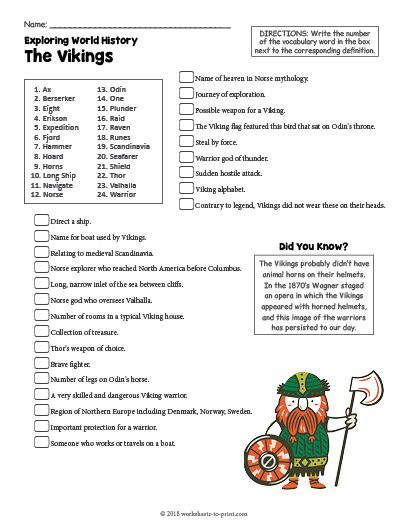 Name:
Exploring World History
The Vikings
DIRECTIONS: Write the number
of the vocabulary word in the box
next to the corresponding definition.
1. Ax
2. Berserker
3. Eight
4. Erikson
5. Expedition
6. Fjord
7. Hammer
8. Hoard
9. Horns
10. Long Ship
11. Navigate
12. Norse
13. Odin
14. One
15. Plunder
16. Raid
17. Raven
18. Runes
19. Scandinavia
20. Seafarer
21. Shield
22. Thor
23. Valhalla
24. Warrior
Name of heaven in Norse mythology.
Journey of exploration.
Possible weapon for a Viking.
The Viking flag featured this bird that sat on Odin's throne.
Steal by force.
Warrior god of thunder.
Sudden hostile attack.
Viking alphabet.
Contrary to legend, Vikings did not wear these on their heads.
Direct a ship.
Name for boat used by Vikings.
Relating to medieval Scandinavia.
Norse explorer who reached North America before Columbus.
Long, narrow inlet of the sea between cliffs.
Norse god who oversees Valhalla.
Number of rooms in a typical Viking house.
Collection of treasure.
Thor's weapon of choice.
Brave fighter.
Number of legs on Odin's horse.
A very skilled and dangerous Viking warrior.
Region of Northern Europe including Denmark, Norway, Sweden.
Important protection for a warrior.
Someone who works or travels on a boat.
Did You Know?
The Vikings probably didn't have
animal horns on their helmets.
In the 1870's Wagner staged
an opera in which the Vikings
appeared with horned helmets,
and this image of the warriors
has persisted to our day.
© 2018 worksheets-to-print.com